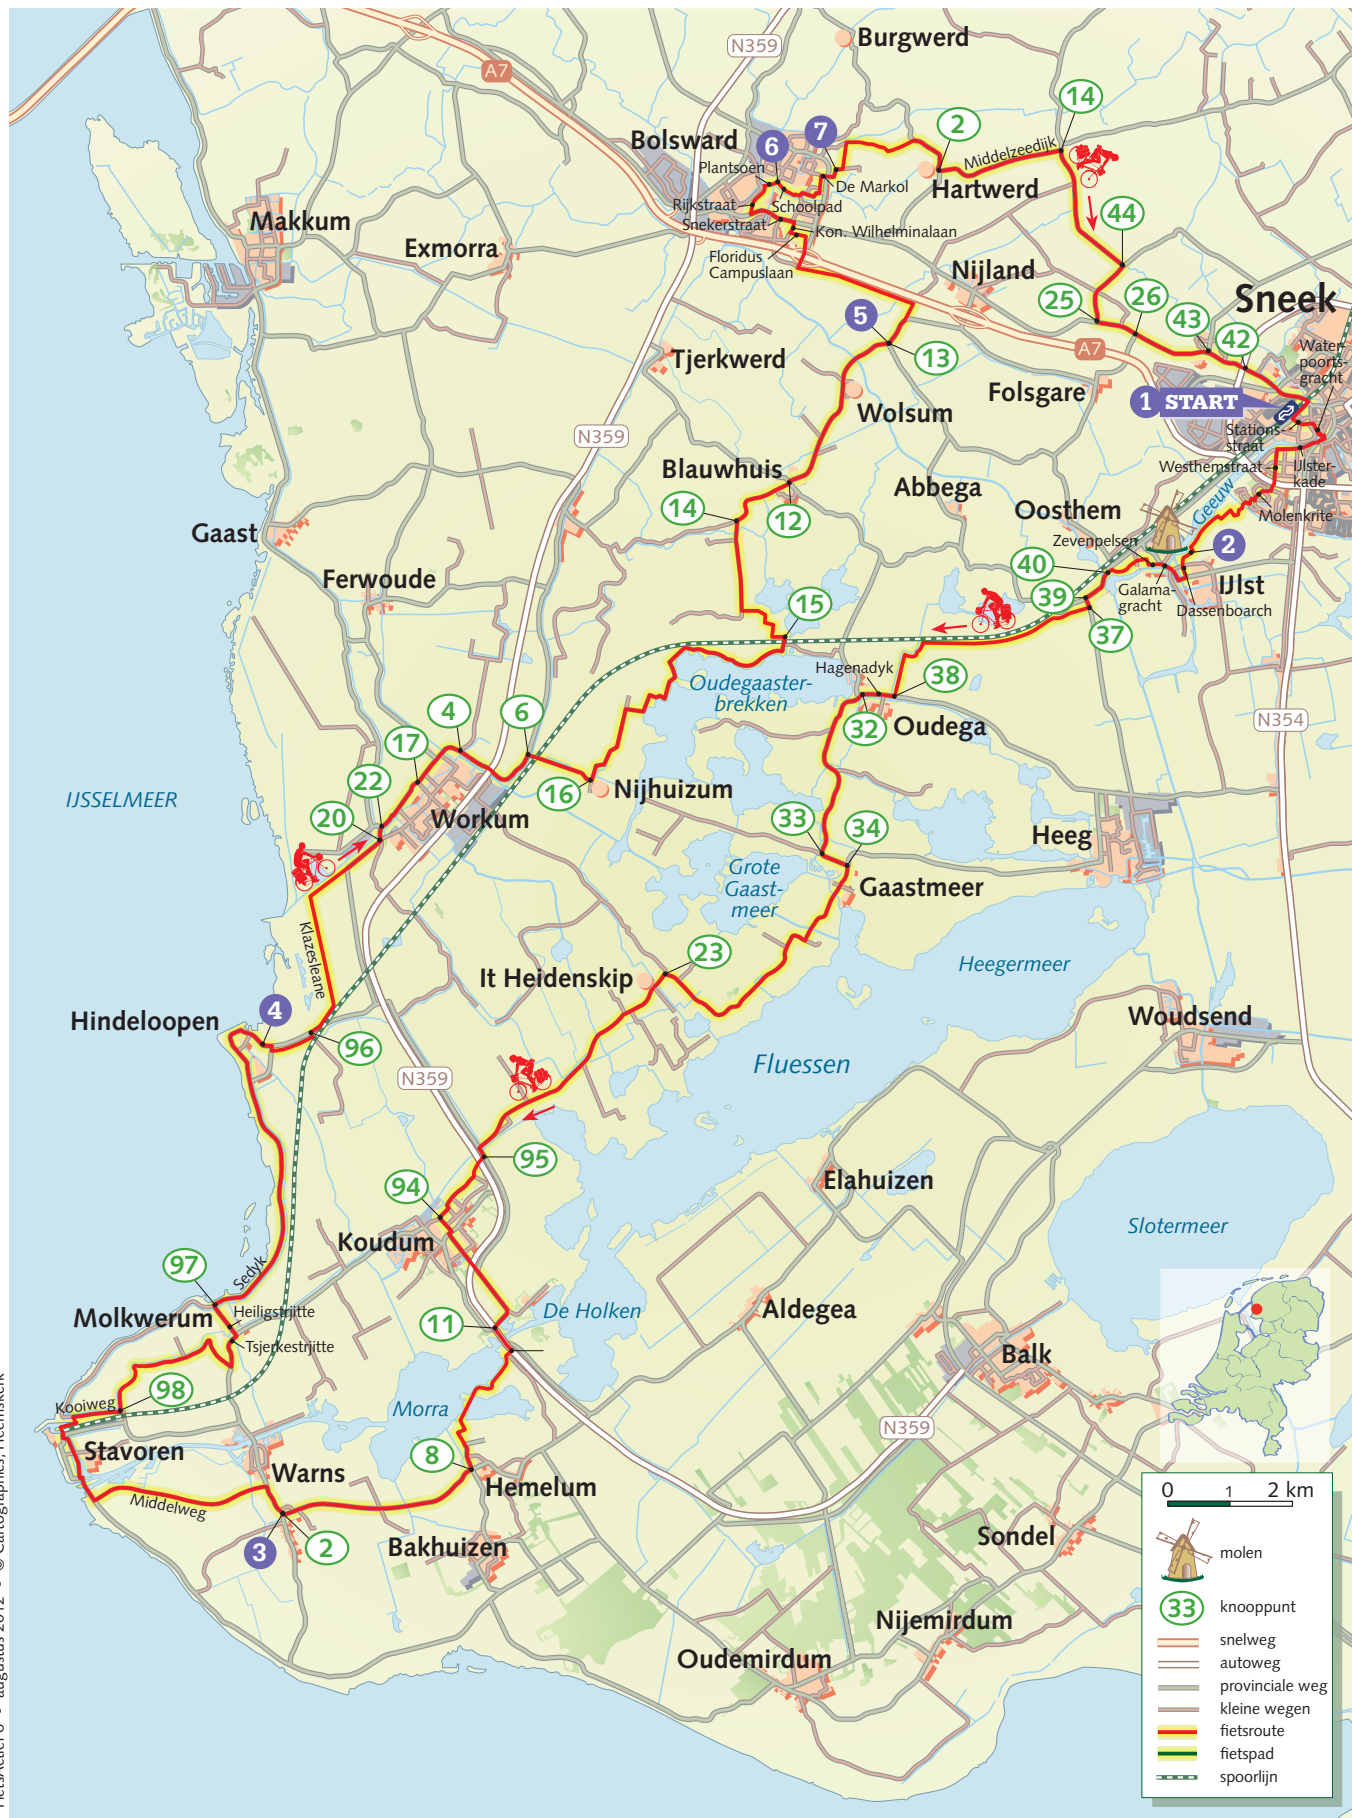 N359
Burgwerd
A7
14
2
7
Bolsward
6
Middelzeedijk
Plantsoen
De Markol
Hartwerd
Rijkstraat
Schoolpad
Snekerstraat
Kon. Wilhelminalaan
44
Makkum
Exmorra
Floridus
Campuslaan
Nijland
Sneek
25
26
43
42
5
13
A7
Water-
poorts-
gracht
Tjerkwerd
Folsgare
1 START
Wolsum
Stations-
straat
N359
Blauwhuis
Westhemstraat
IJlster-
kade
Abbega
14
12
Oosthem
Geeuw
Molenkrite
Gaast
Zevenpelsen
2
40
Ferwoude
IJlst
39
Galama-
gracht
Dassenboarch
15
37
Hagenadyk
38
Oudegaaster-
brekken
32
Oudega
4
6
N354
17
16
Nijhuizum
IJSSELMEER
22
20
Workum
33
34
Heeg
Grote
Gaast-
meer
Gaastmeer
Klazesleane
23
It Heidenskip
Heegermeer
Hindeloopen
4
Woudsend
96
Fluessen
N359
95
94
Elahuizen
Koudum
Slotermeer
97
Sedyk
Molkwerum
Heiligstrjitte
De Holken
Aldegea
11
Tsjerkestrjitte
Balk
98
Kooiweg
Morra
N359
Stavoren
8
Warns
Hemelum
Middelweg
3
2
Bakhuizen
Sondel
Nijemirdum
Oudemirdum
0 1 2 km
molen
33 knooppunt
snelweg
autoweg
provinciale weg
kleine wegen
fietsroute
fietspad
spoorlijn